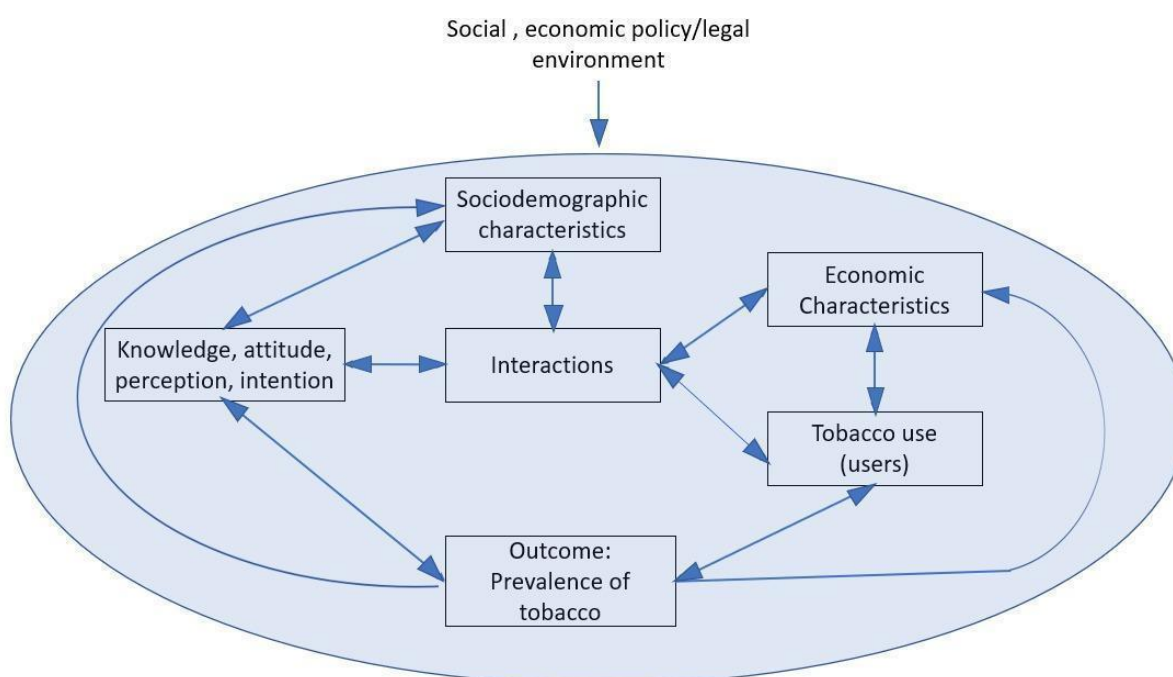 Social , economic policy/legal
environment
Sociodemographic
characteristics
Economic
Characteristics
Knowledge, attitude,
perception, intention
Interactions
Tobacco use
(users)
Outcome:
Prevalence of
tobacco